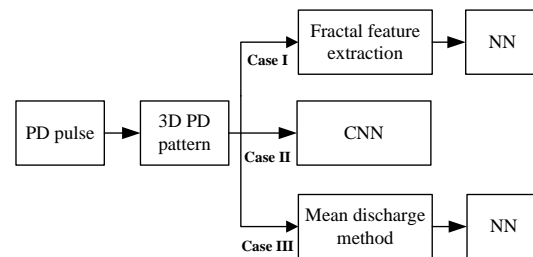 Fractal feature
extraction
NN
Case I
PD pulse
3D PD
pattern
CNN
Case II
Mean discharge
method
NN
Case III